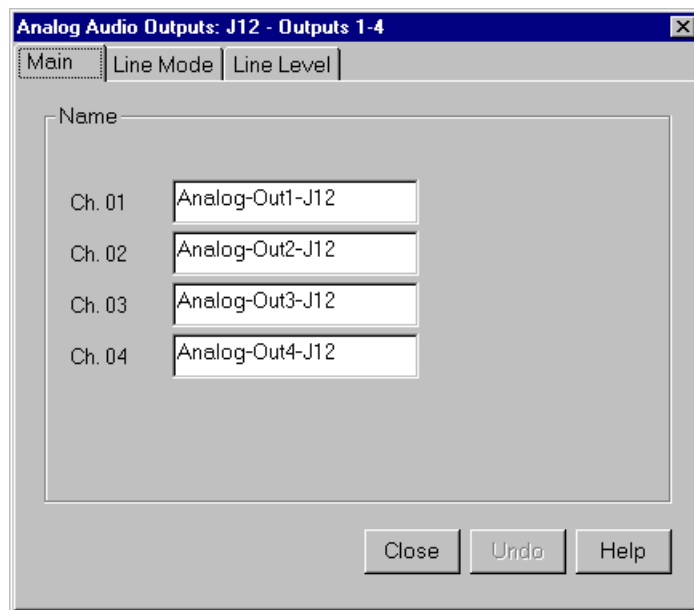 Analog Audio Outputs: J12 - Outputs 1-4
Main Line Mode Line Level
Name
Ch. 01 Analog-Out1-J12
Ch. 02 Analog-Out2-J12
Ch. 03 Analog-Out3-J12
Ch. 04 Analog-Out4-J12
Close Undo Help